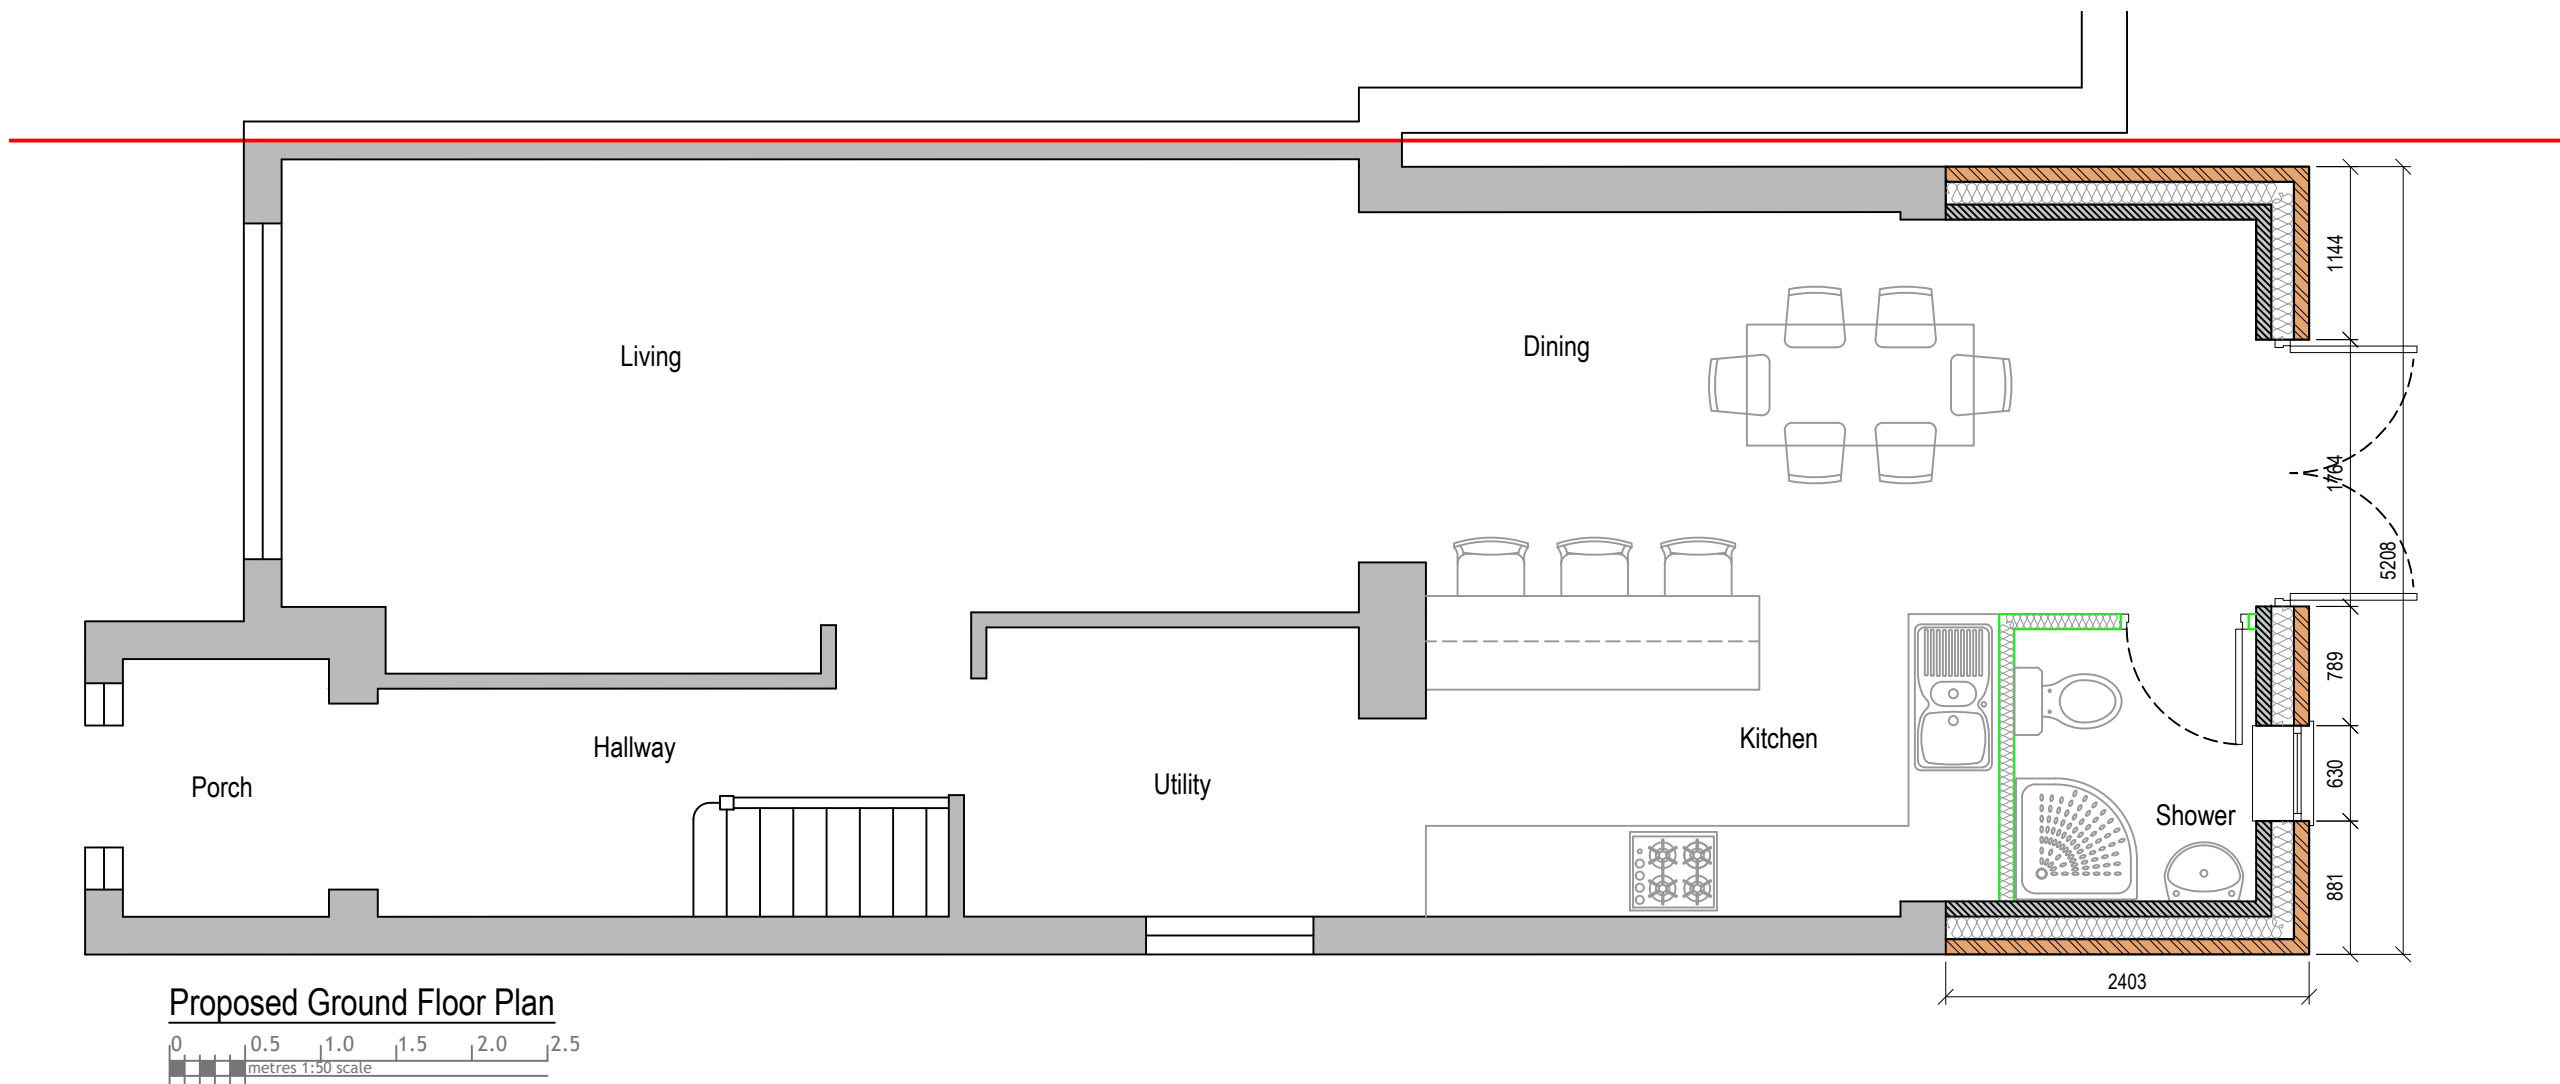 Living
Dining
1144
1764
5208
789
Kitchen
Hallway
Utility
Porch
630
Shower
881
2403
Proposed Ground Floor Plan
0 0.5 1.0 1.5 2.0 2.5
metres 1:50 scale